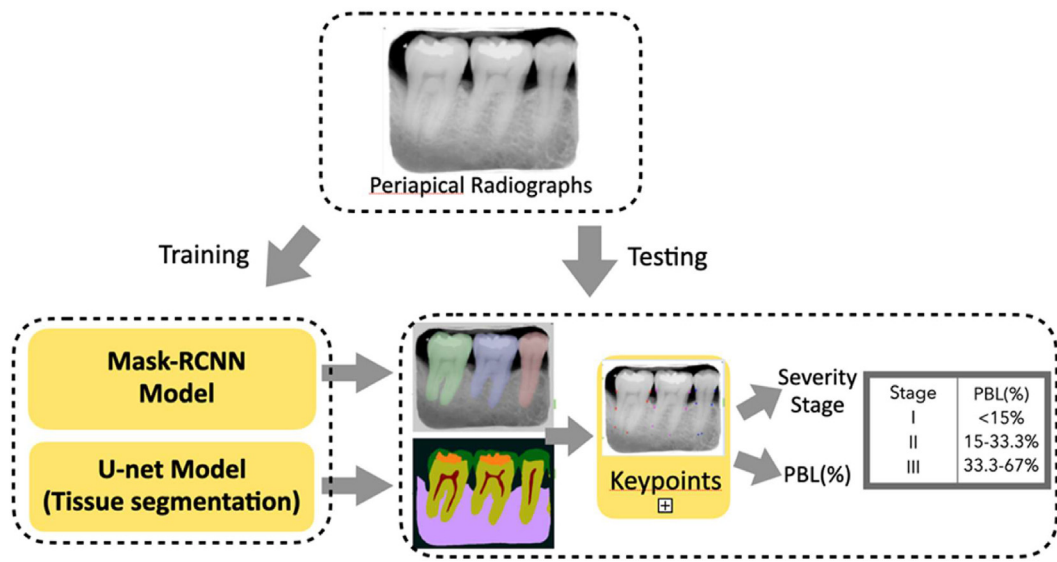 Periapical Radiographs
Training
Testing
Mask-RCNN
Model
U-net Model
(Tissue segmentation)
Keypoints
Severity
Stage
PBL(%)
Stage PBL(%)
I <15%
II 15-33.3%
III 33.3-67%